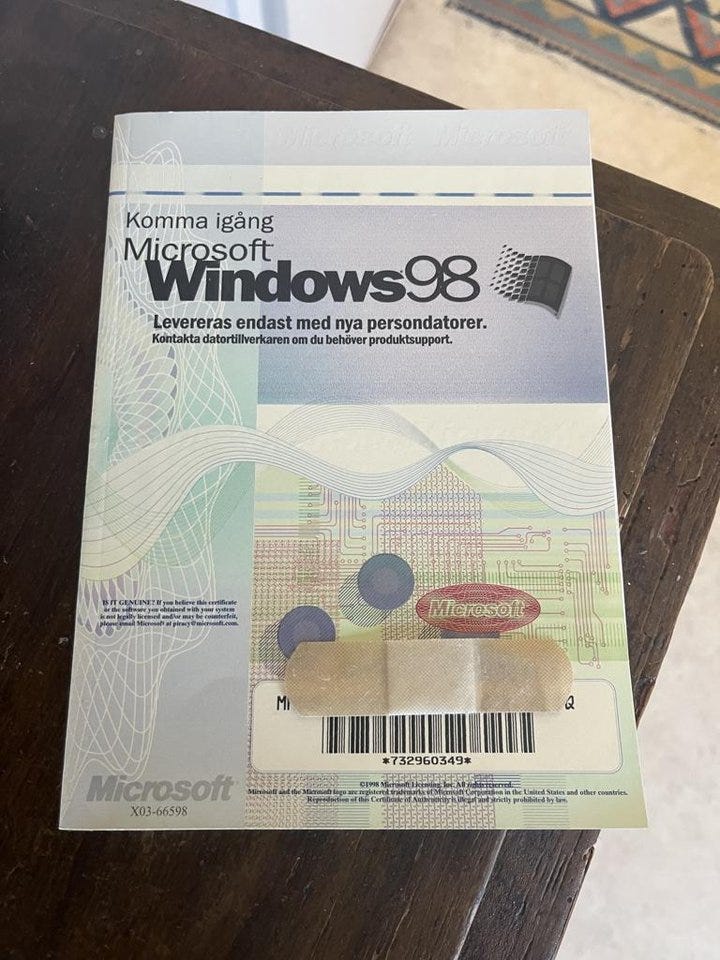 Microsoft Microsoft
Komma igång
Microsoft
Windows98
Levereras endast med nya persondatorer.
Kontakta datortillverkaren om du behöver produktsupport.
IS IT GENUINE? If you believe this certificate
or the software you obtained with your system
is not legally licensed and/or may be counterfeit,
please email Microsoft at piracy@microsoft.com.
Microsoft
Q
*732960349*
Microsoft
X03-66598
©1998 Microsoft Licensing, Inc. All rights reserved.
Microsoft and the Microsoft logo are registered trademarks of Microsoft Corporation in the United States and other countries.
Reproduction of this Certificate of Authenticity is illegal and strictly prohibited by law.